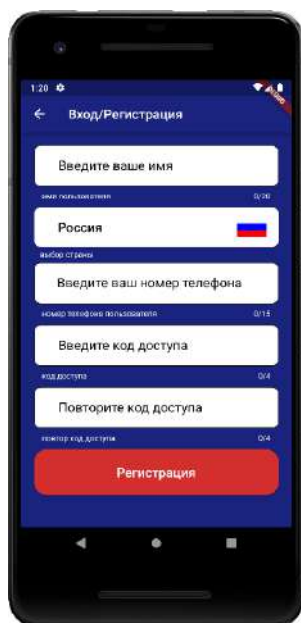 1:20
DEBUG
Вход/Регистрация
Введите ваше имя
имя пользователя 0/20
Россия
выбор страны
Введите ваш номер телефона
номер телефона пользователя 0/15
Введите код доступа
код доступа 0/4
Повторите код доступа
повтор код доступа 0/4
Регистрация